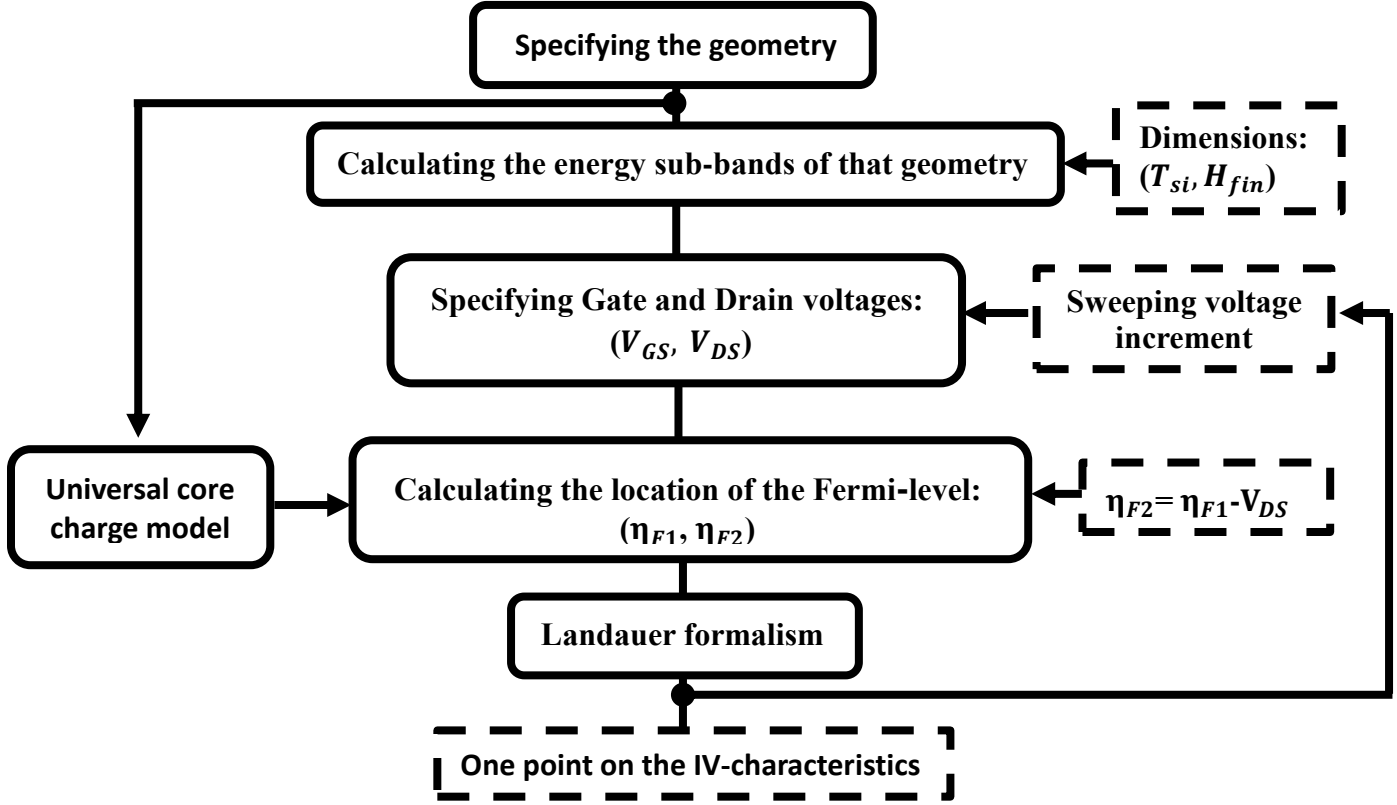 Specifying the geometry
Calculating the energy sub-bands of that geometry
Dimensions:
(T_si, H_fin)
Specifying Gate and Drain voltages:
(V_GS, V_DS)
Sweeping voltage
increment
Universal core
charge model
Calculating the location of the Fermi-level:
(η_F1, η_F2)
η_F2= η_F1-V_DS
Landauer formalism
One point on the IV-characteristics